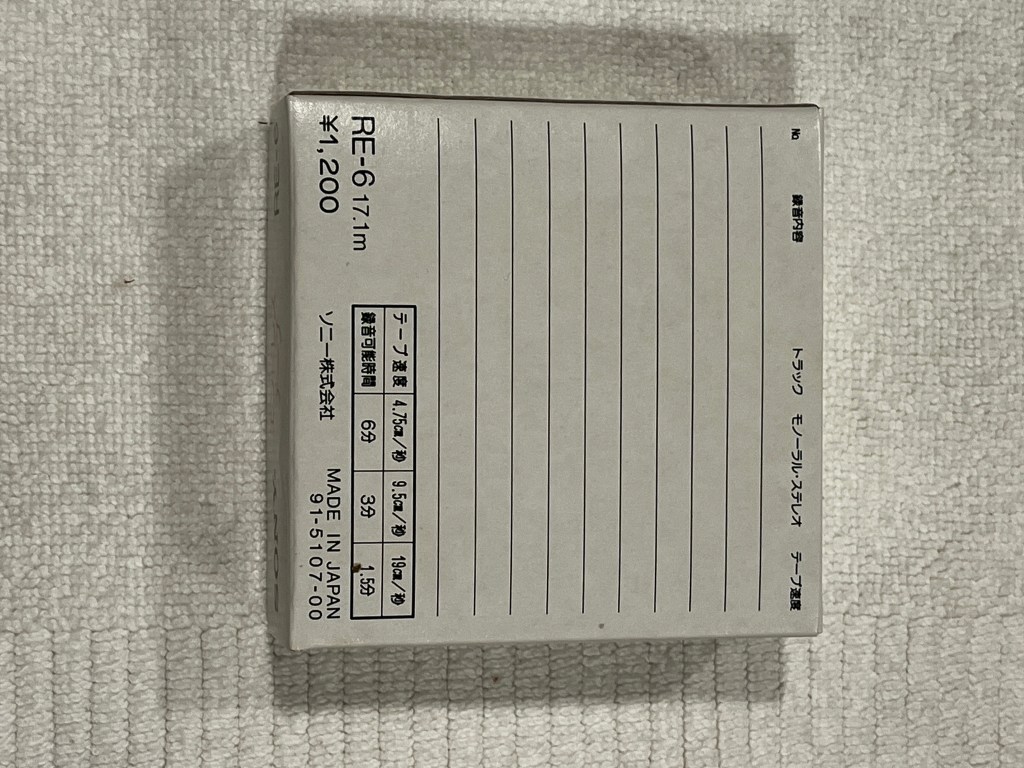 № 録音内容 トラック モノーラル・ステレオ テープ速度
テープ速度 4.75㎝/秒 9.5㎝/秒 19㎝/秒
録音可能時間 6分 3分 1.5分
RE-6 17.1m
¥1,200
ソニー株式会社
MADE IN JAPAN
91-5107-00